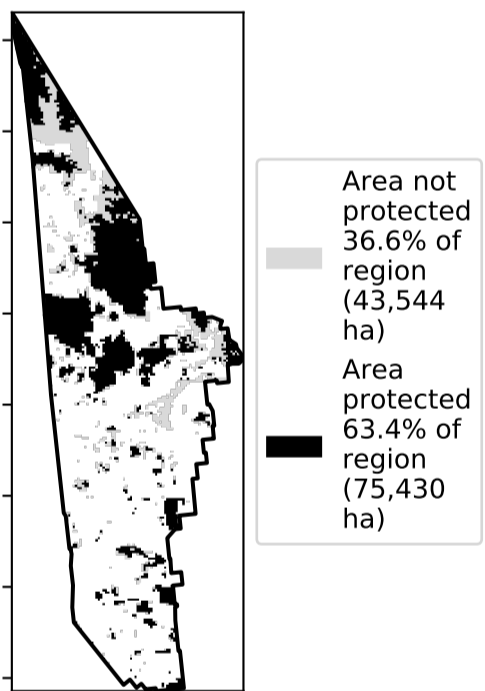 Area not
protected
36.6% of
region
(43,544
ha)
Area
protected
63.4% of
region
(75,430
ha)